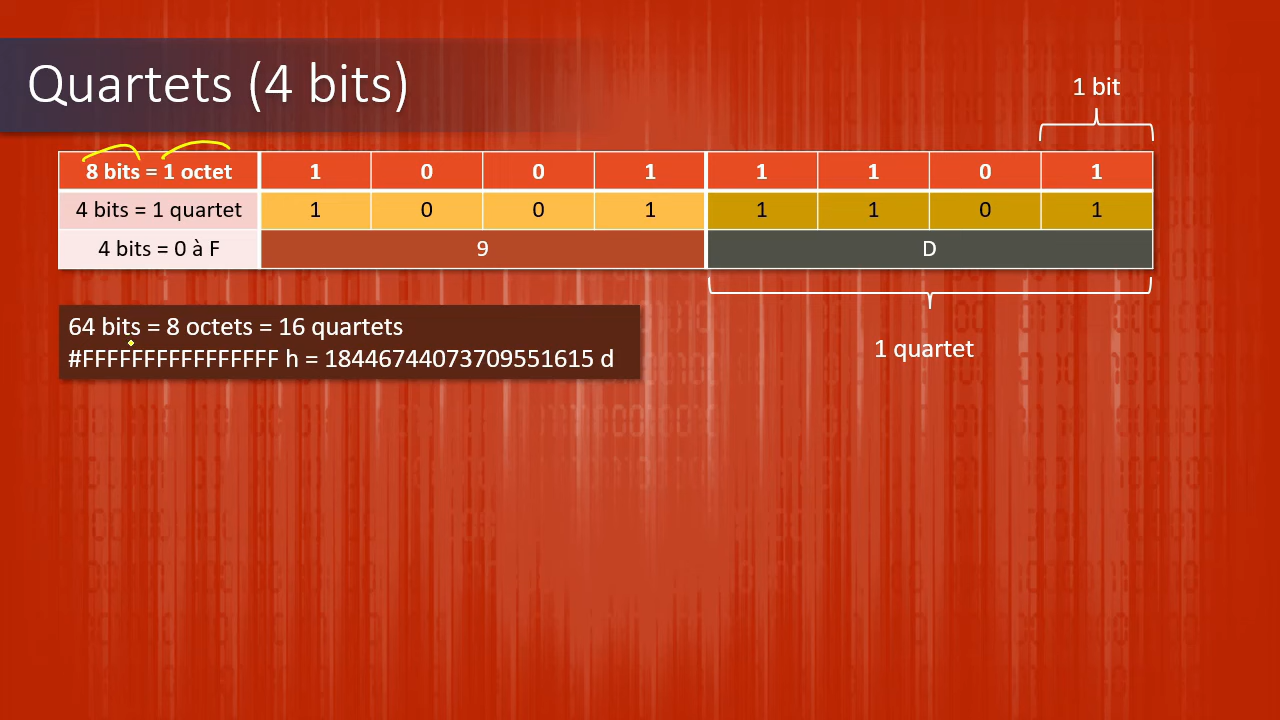 Quartets (4 bits)
1 bit
8 bits = 1 octet 1 0 0 1 1 1 0 1
4 bits = 1 quartet 1 0 0 1 1 1 0 1
4 bits = 0 à F 9 D
64 bits = 8 octets = 16 quartets
#FFFFFFFFFFFFFFFF h = 18446744073709551615 d
1 quartet